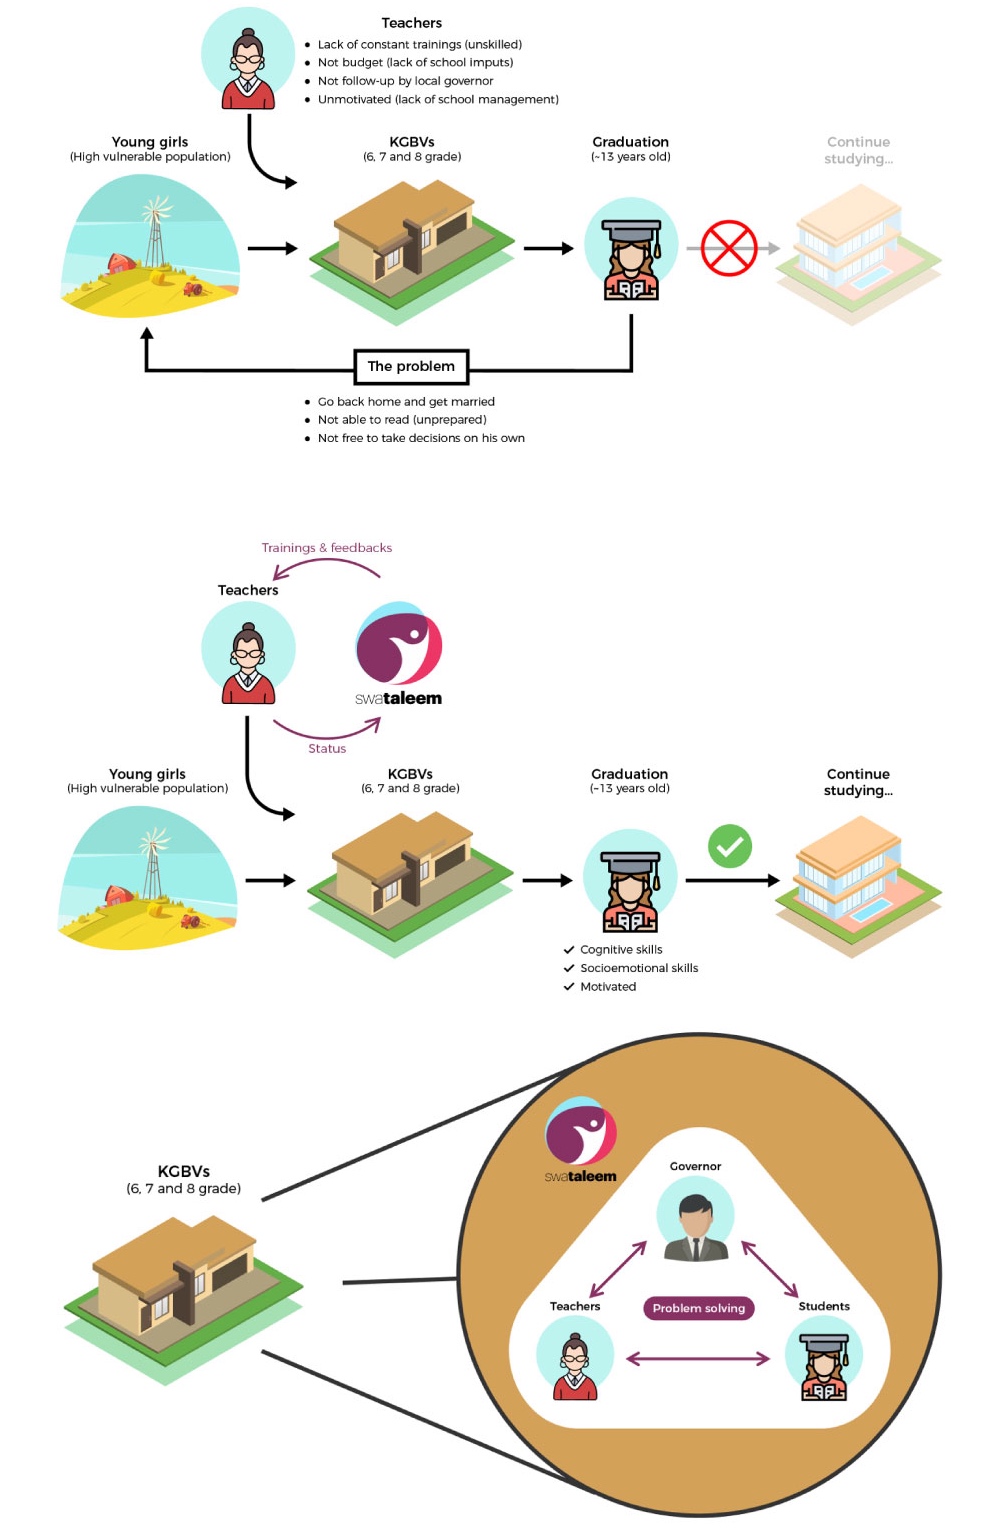 Teachers
Lack of constant trainings (unskilled)
Not budget (lack of school imputs)
Not follow-up by local governor
Unmotivated (lack of school management)
Young girls
(High vulnerable population)
KGBVs
(6, 7 and 8 grade)
Graduation
(~13 years old)
Continue
studying...
The problem
Go back home and get married
Not able to read (unprepared)
Not free to take decisions on his own
Trainings & feedbacks
Teachers
swataleem
Status
Young girls
(High vulnerable population)
KGBVs
(6, 7 and 8 grade)
Graduation
(~13 years old)
Continue
studying...
Cognitive skills
Socioemotional skills
Motivated
KGBVs
(6, 7 and 8 grade)
swataleem
Governor
Teachers
Problem solving
Students